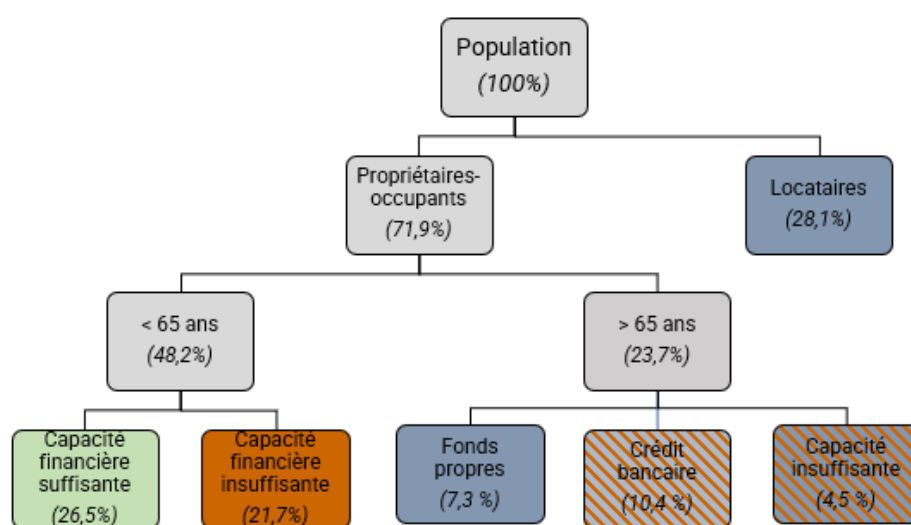 Population
(100%)
Propriétaires-
occupants
(71,9%)
Locataires
(28,1%)
< 65 ans
(48,2%)
> 65 ans
(23,7%)
Capacité
financière
suffisante
(26,5%)
Capacité
financière
insuffisante
(21,7%)
Fonds
propres
(7,3 %)
Crédit
bancaire
(10,4 %)
Capacité
insuffisante
(4,5 %)